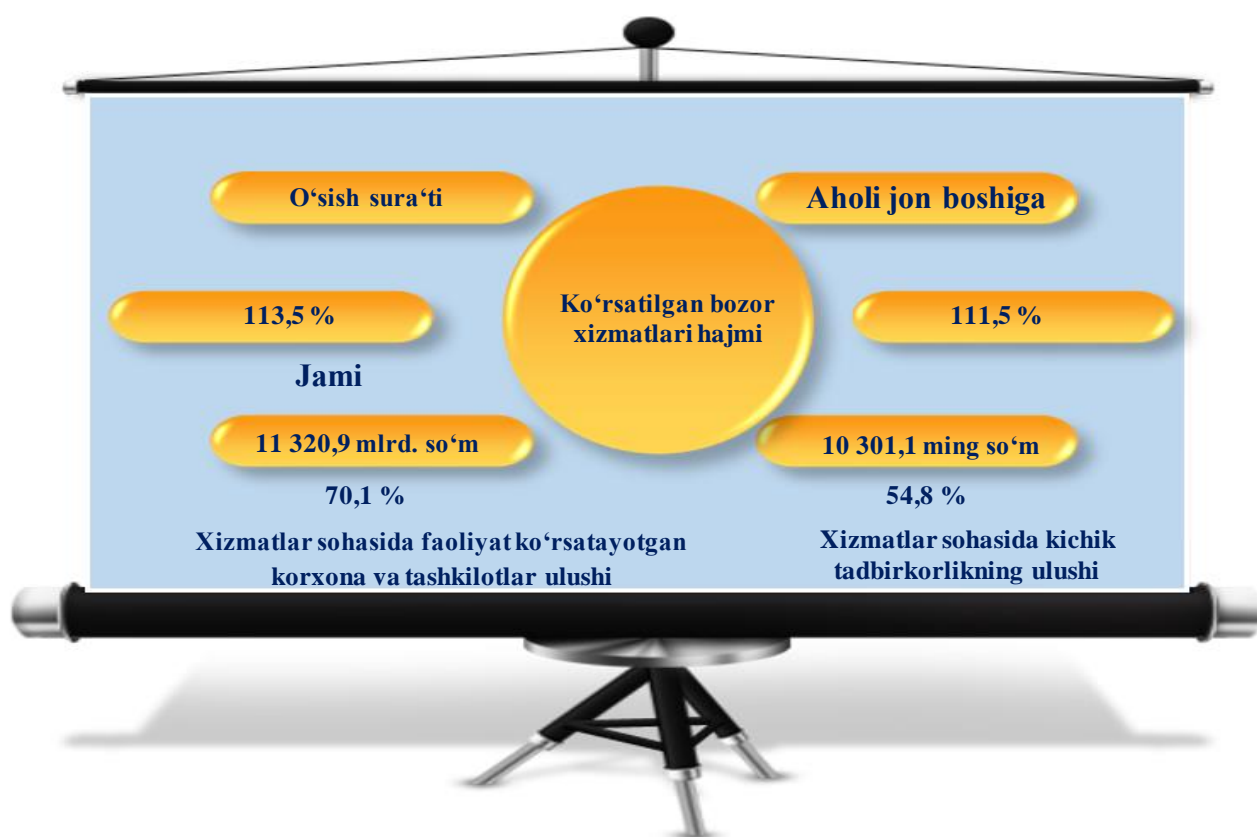 O‘sish sura‘ti
Aholi jon boshiga
Ko‘rsatilgan bozor
xizmatlari hajmi
113,5 %
111,5 %
Jami
11 320,9 mlrd. so‘m
10 301,1 ming so‘m
70,1 %
54,8 %
Xizmatlar sohasida faoliyat ko‘rsatayotgan
korxona va tashkilotlar ulushi
Xizmatlar sohasida kichik
tadbirkorlikning ulushi